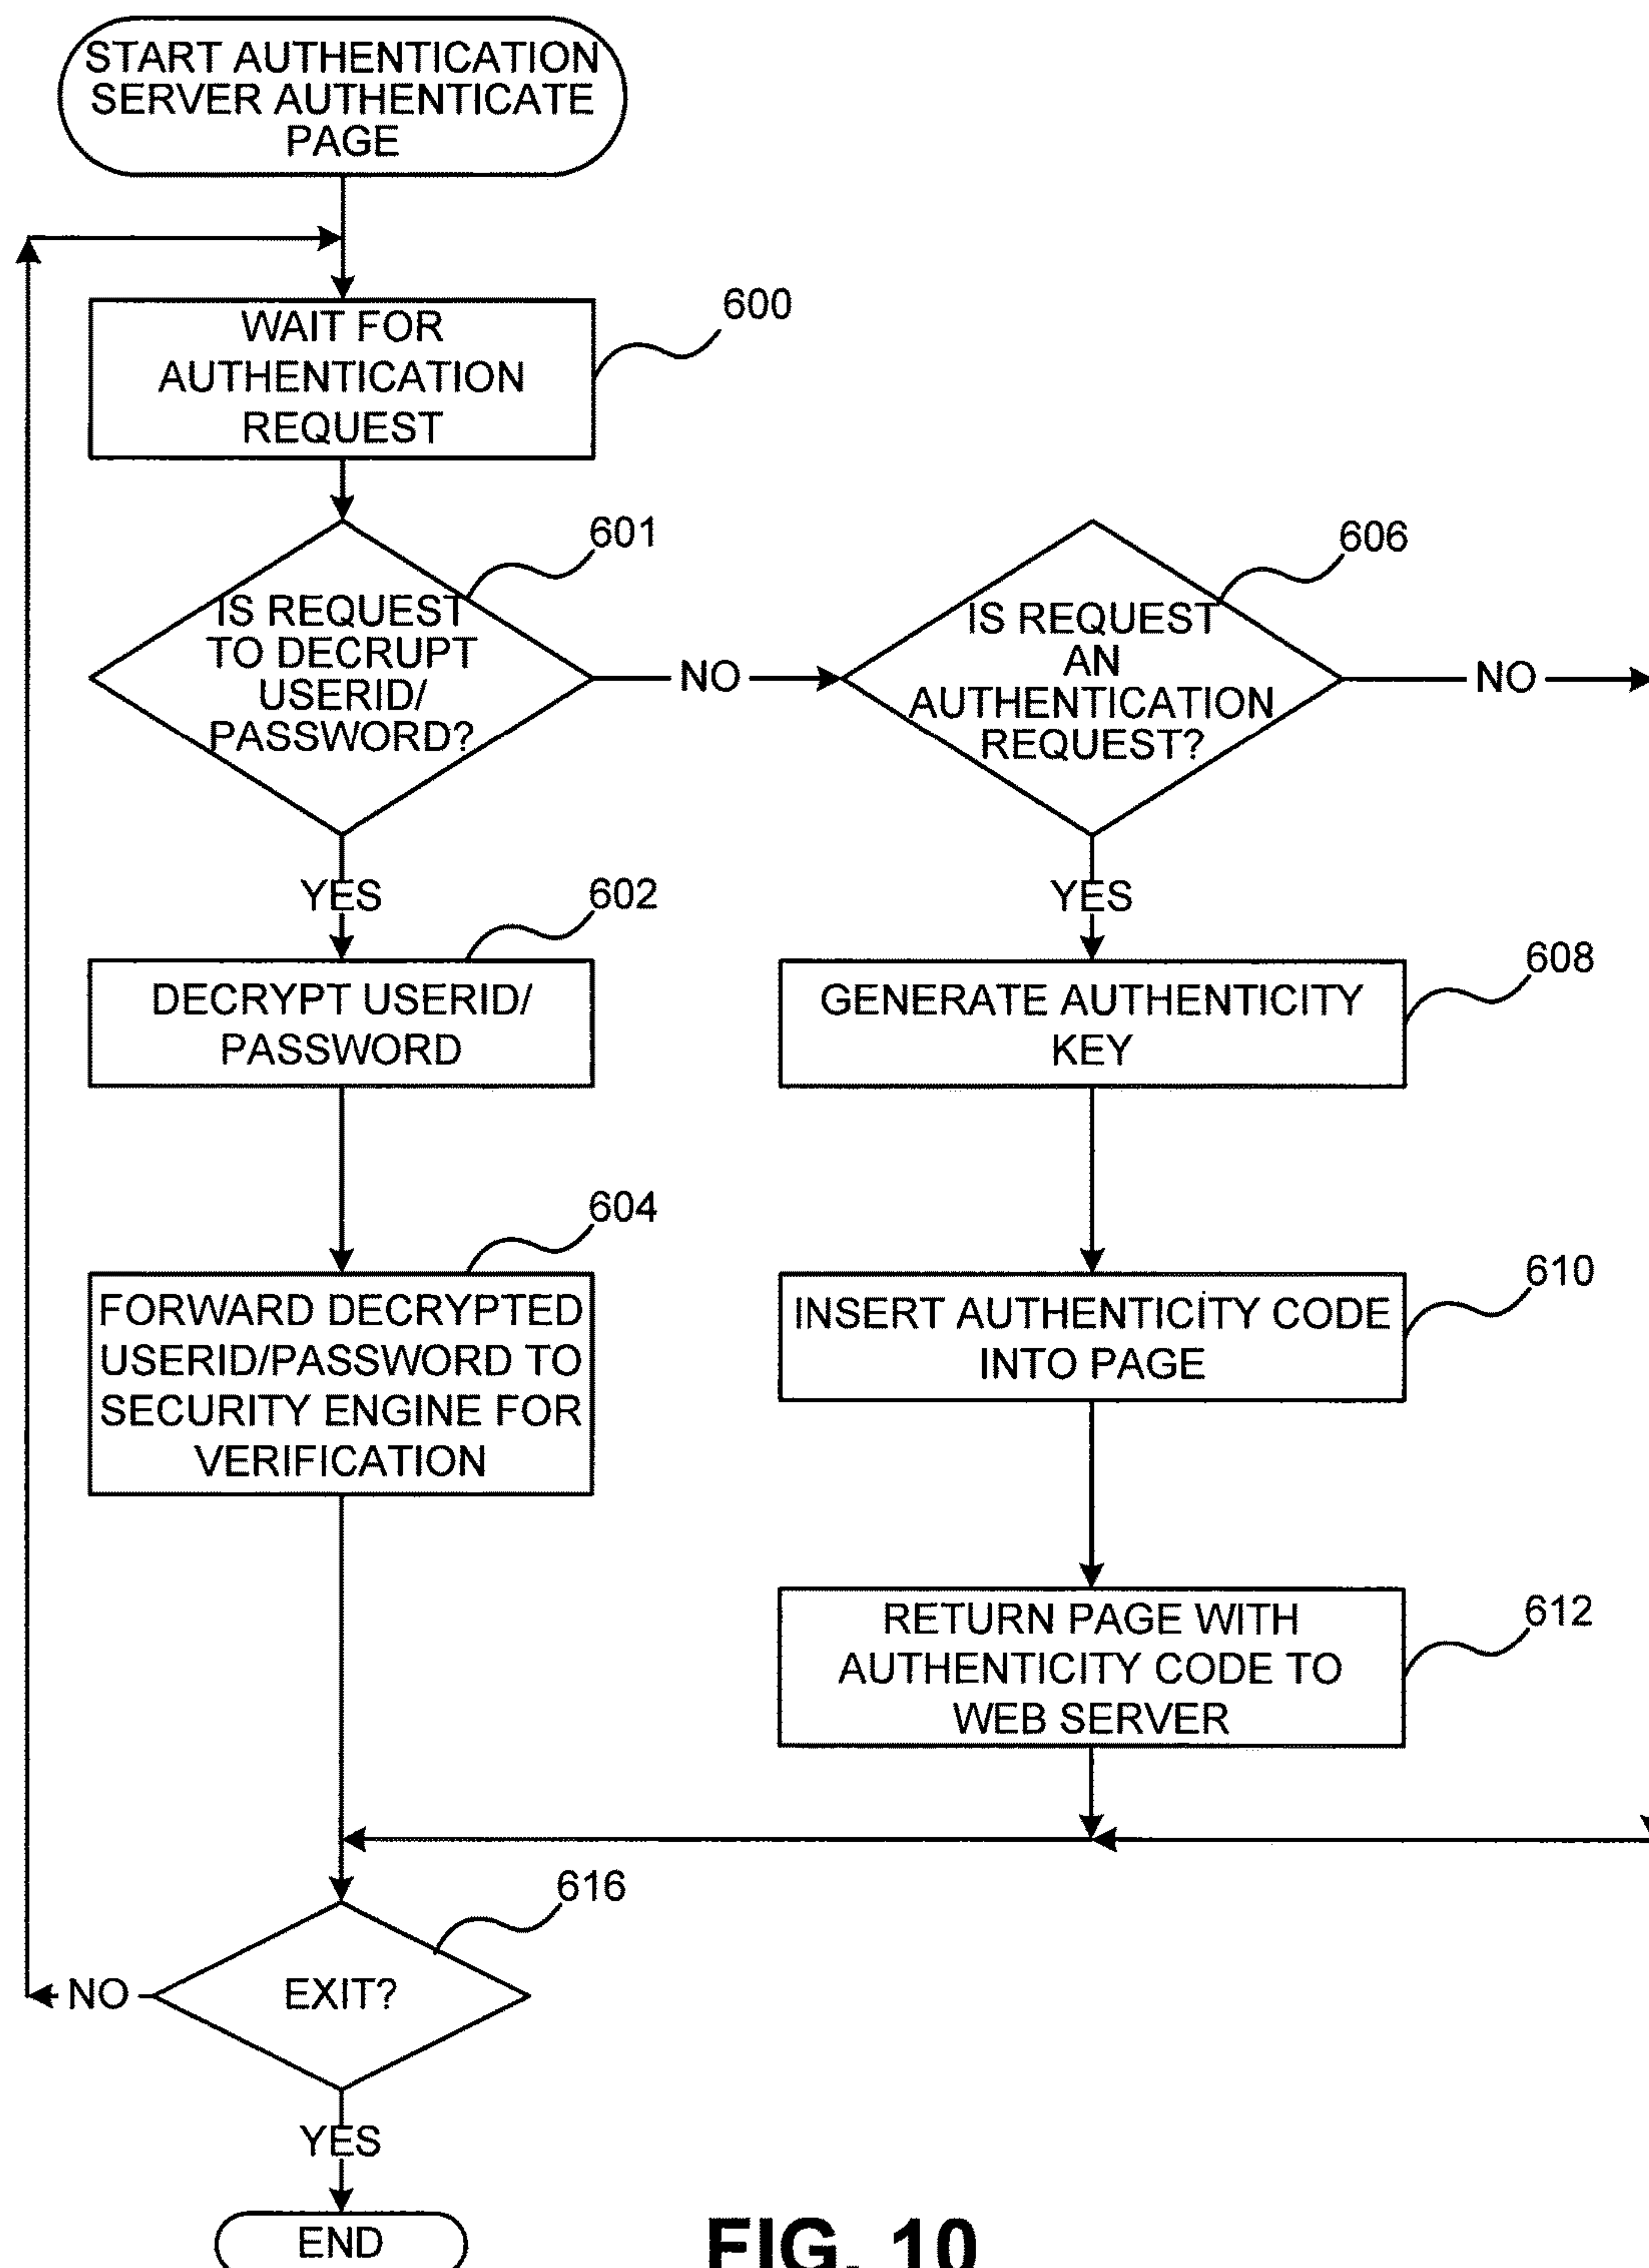 START AUTHENTICATION
SERVER AUTHENTICATE
PAGE
WAIT FOR
AUTHENTICATION
REQUEST
600
IS REQUEST
TO DECRUPT
USERID/
PASSWORD?
601
NO
IS REQUEST
AN
AUTHENTICATION
REQUEST?
606
NO
YES
YES
DECRYPT USERID/
PASSWORD
602
GENERATE AUTHENTICITY
KEY
608
FORWARD DECRYPTED
USERID/PASSWORD TO
SECURITY ENGINE FOR
VERIFICATION
604
INSERT AUTHENTICITY CODE
INTO PAGE
610
RETURN PAGE WITH
AUTHENTICITY CODE TO
WEB SERVER
612
EXIT?
616
NO
YES
END
FIG. 10